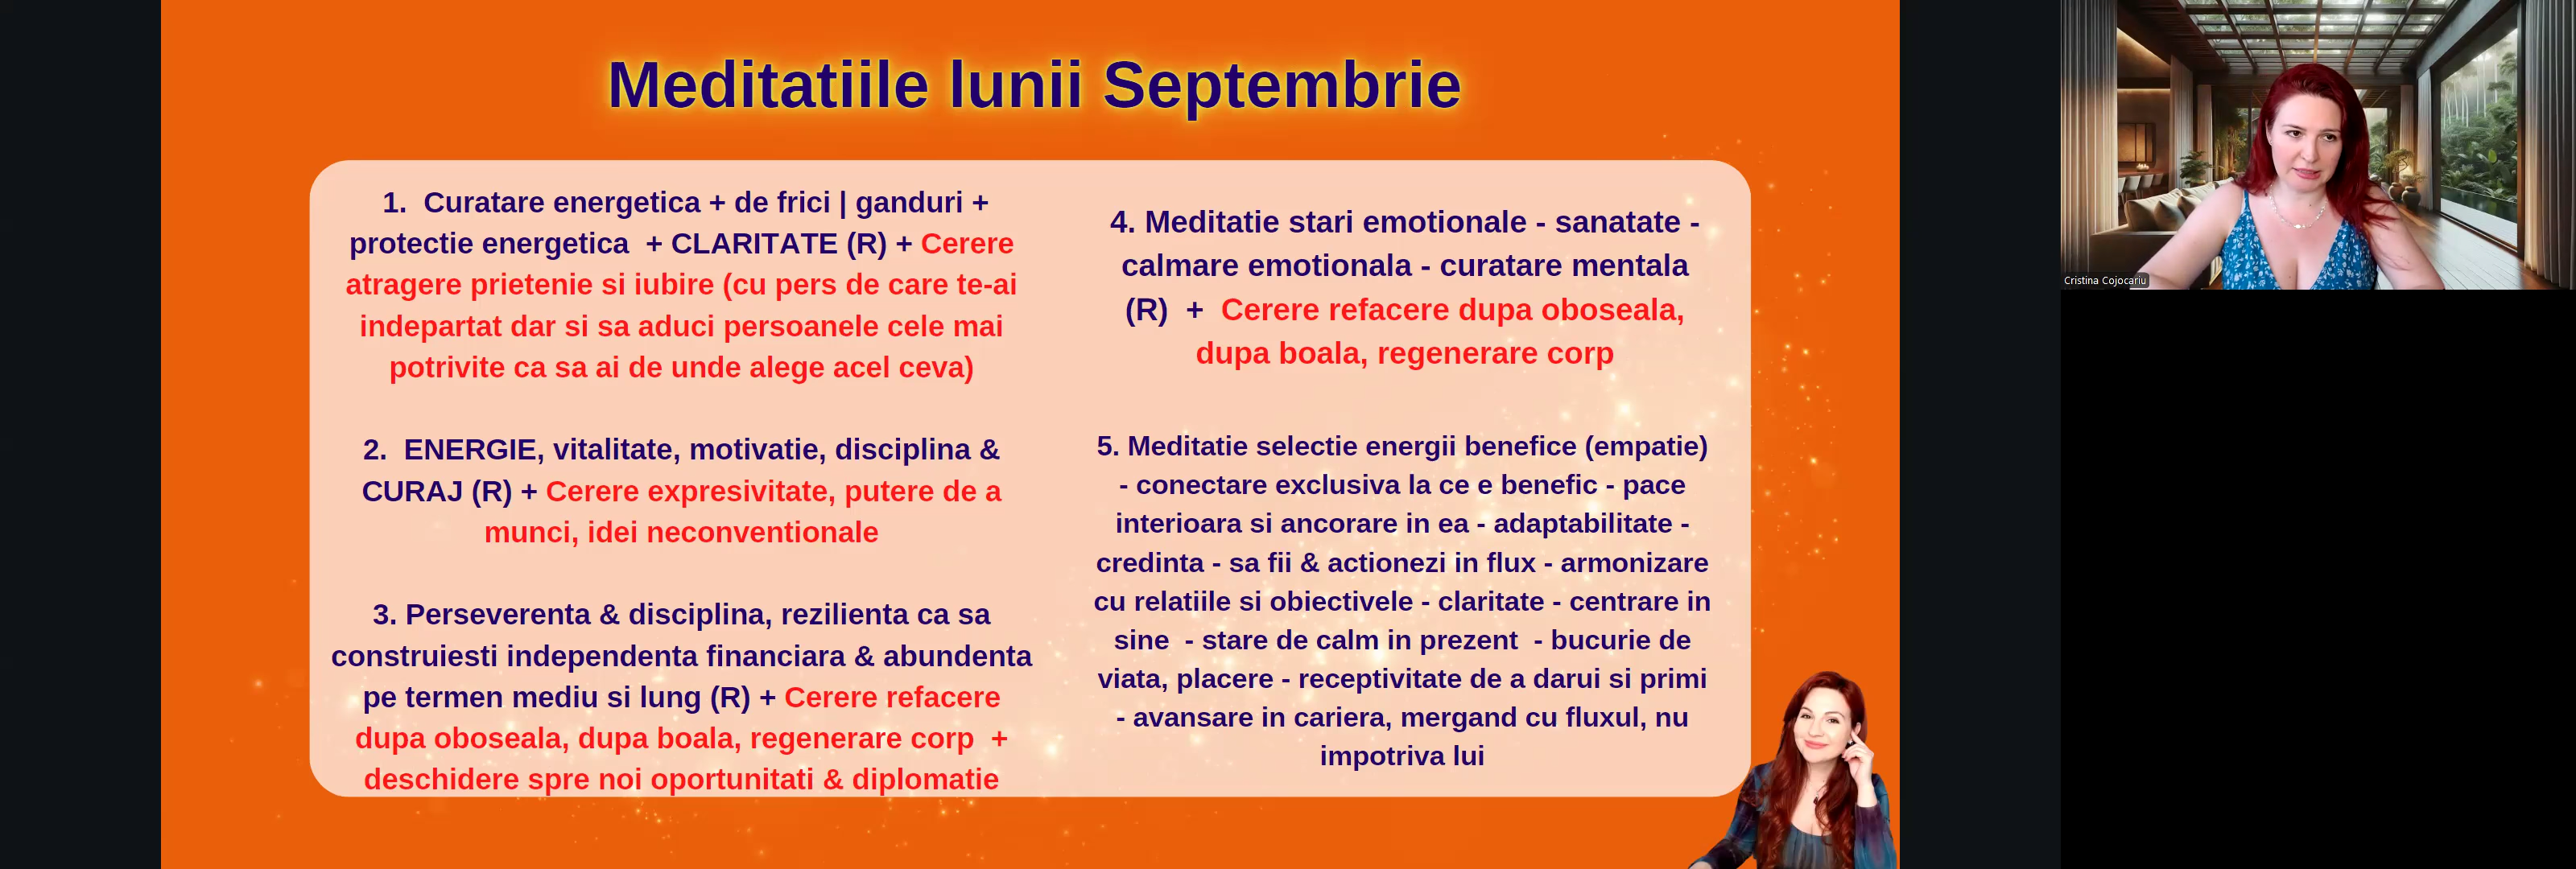 Meditatiile lunii Septembrie
1. Curatare energetica + de frici | ganduri +
protectie energetica + CLARITATE (R) + Cerere
atragere prietenie si iubire (cu pers de care te-ai
indepartat dar si sa aduci persoanele cele mai
potrivite ca sa ai de unde alege acel ceva)
2. ENERGIE, vitalitate, motivatie, disciplina &
CURAJ (R) + Cerere expresivitate, putere de a
munci, idei neconventionale
3. Perseverenta & disciplina, rezilienta ca sa
construiesti independenta financiara & abundenta
pe termen mediu si lung (R) + Cerere refacere
dupa oboseala, dupa boala, regenerare corp +
deschidere spre noi oportunitati & diplomatie
4. Meditatie stari emotionale - sanatate -
calmare emotionala - curatare mentala
(R) + Cerere refacere dupa oboseala,
dupa boala, regenerare corp
5. Meditatie selectie energii benefice (empatie)
- conectare exclusiva la ce e benefic - pace
interioara si ancorare in ea - adaptabilitate -
credinta - sa fii & actionezi in flux - armonizare
cu relatiile si obiectivele - claritate - centrare in
sine - stare de calm in prezent - bucurie de
viata, placere - receptivitate de a darui si primi
- avansare in cariera, mergand cu fluxul, nu
impotriva lui
Cristina Cojocariu